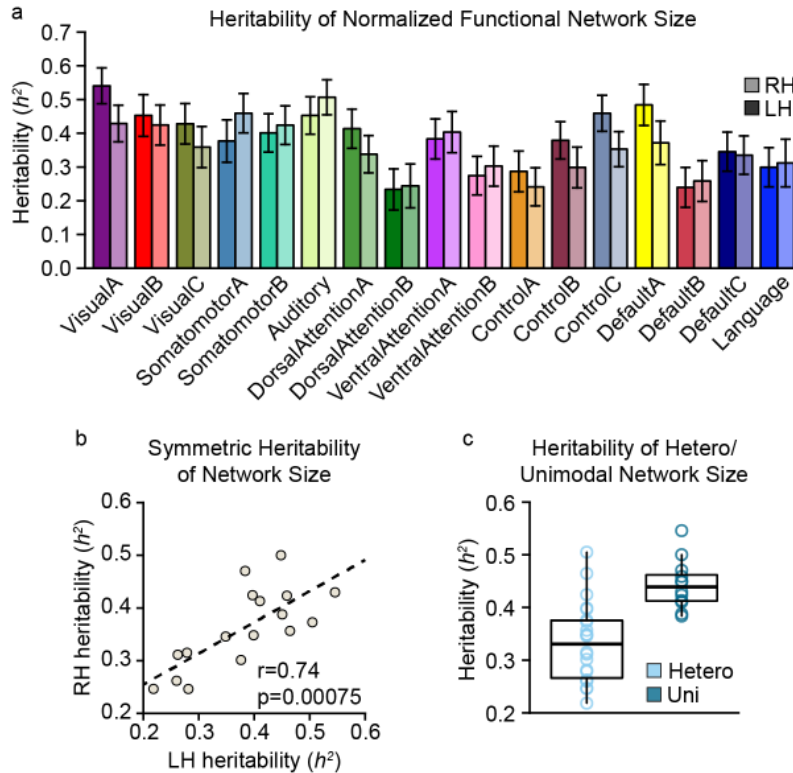 a
Heritability of Normalized Functional Network Size
Heritability (h²)
0.7
0.6
0.5
0.4
0.3
0.2
0.1
0.0
RH
LH
VisualA
VisualB
VisualC
SomatomotorA
SomatomotorB
Auditory
DorsalAttentionA
DorsalAttentionB
VentralAttentionA
VentralAttentionB
ControlA
ControlB
ControlC
DefaultA
DefaultB
DefaultC
Language
b
Symmetric Heritability
of Network Size
RH heritability (h²)
0.6
0.5
0.4
0.3
0.2
r=0.74
p=0.00075
0.2 0.3 0.4 0.5 0.6
LH heritability (h²)
c
Heritability of Hetero/
Unimodal Network Size
Heritability (h²)
0.6
0.5
0.4
0.3
0.2
Hetero
Uni